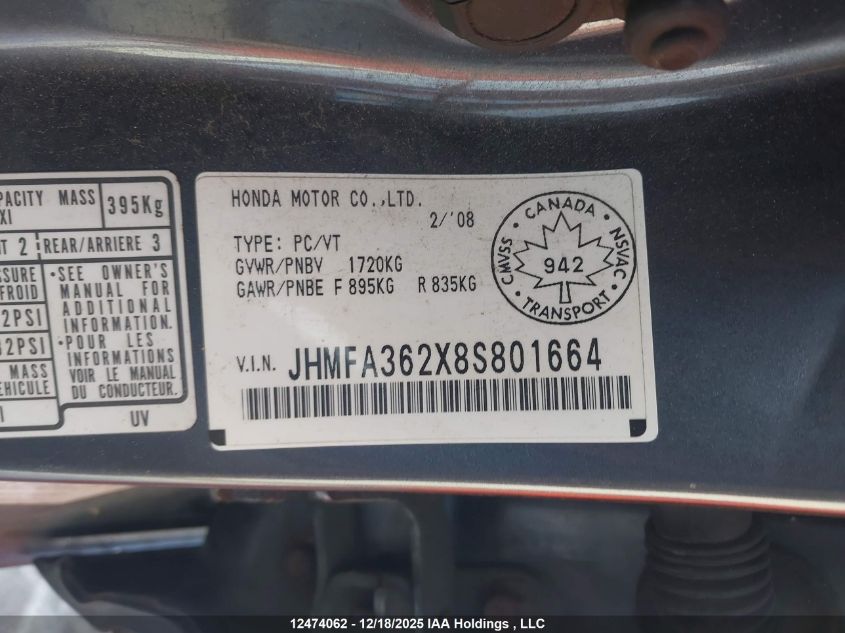 APACITY MASS 395Kg
XI
T 2 REAR/ARRIERE 3
SSURE
FROID
2PSI
32PSI
MASS
EHICULE
• SEE OWNER'S
MANUAL FOR
ADDITIONAL
INFORMATION.
• POUR LES
INFORMATIONS
VOIR LE MANUAL
DU CONDUCTEUR.
UV
HONDA MOTOR CO.,LTD.
2/'08
TYPE: PC/VT
GVWR/PNBV 1720KG
GAWR/PNBE F 895KG R 835KG
V.I.N. JHMFA362X8S801664
CANADA
CMVSS • NSVAC
942
TRANSPORT
12474062 - 12/18/2025 IAA Holdings , LLC